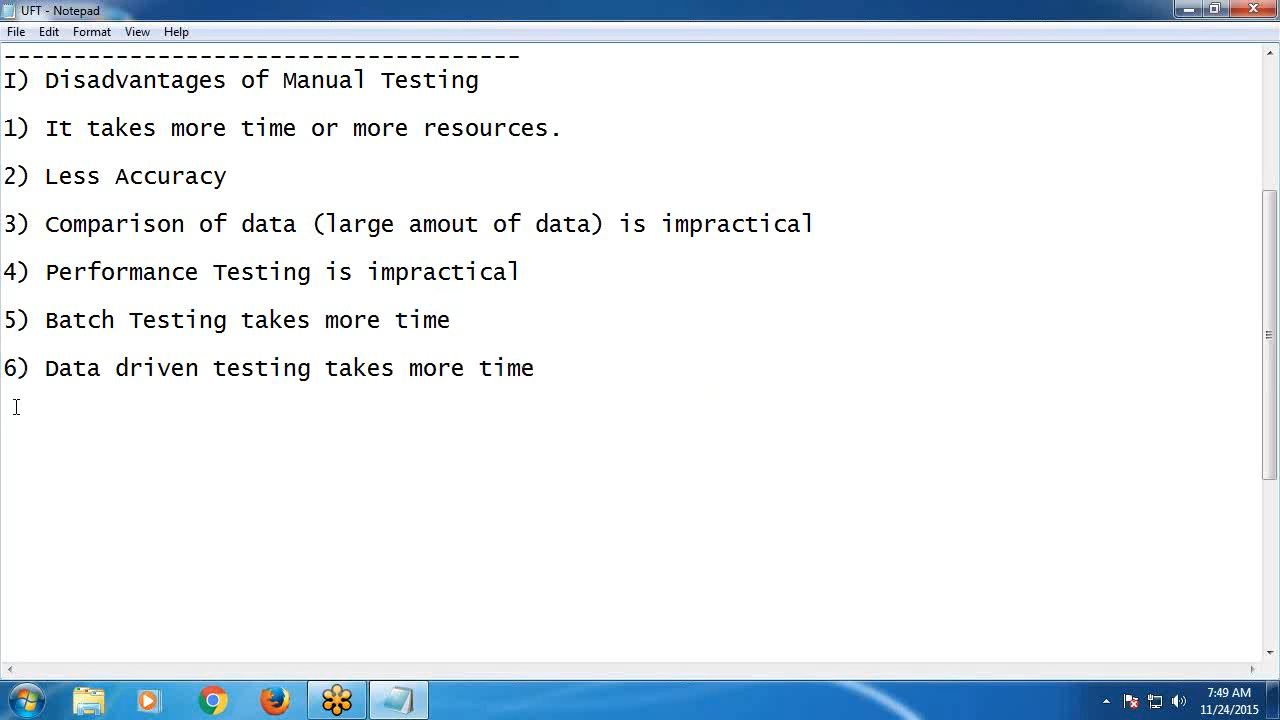 UFT - Notepad
File Edit Format View Help
-------------------------------------
I) Disadvantages of Manual Testing
1) It takes more time or more resources.
2) Less Accuracy
3) Comparison of data (large amout of data) is impractical
4) Performance Testing is impractical
5) Batch Testing takes more time
6) Data driven testing takes more time
7:49 AM
11/24/2015